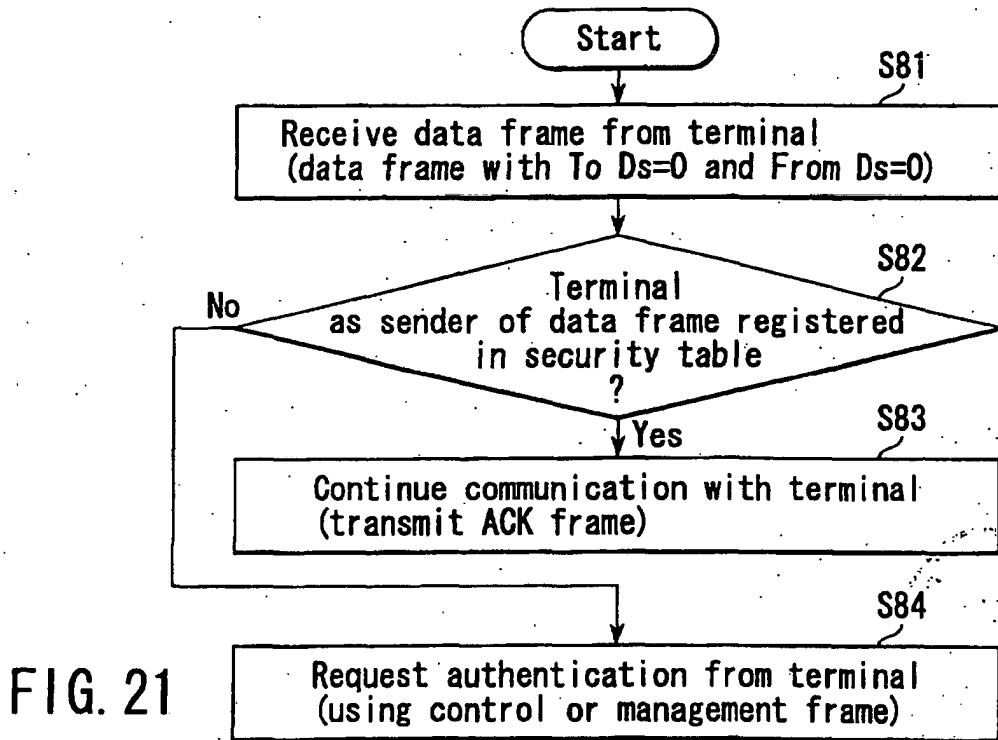 Start
S81
Receive data frame from terminal
(data frame with To Ds=0 and From Ds=0)
S82
No
Terminal
as sender of data frame registered
in security table
?
Yes
S83
Continue communication with terminal
(transmit ACK frame)
S84
Request authentication from terminal
(using control or management frame)
FIG. 21